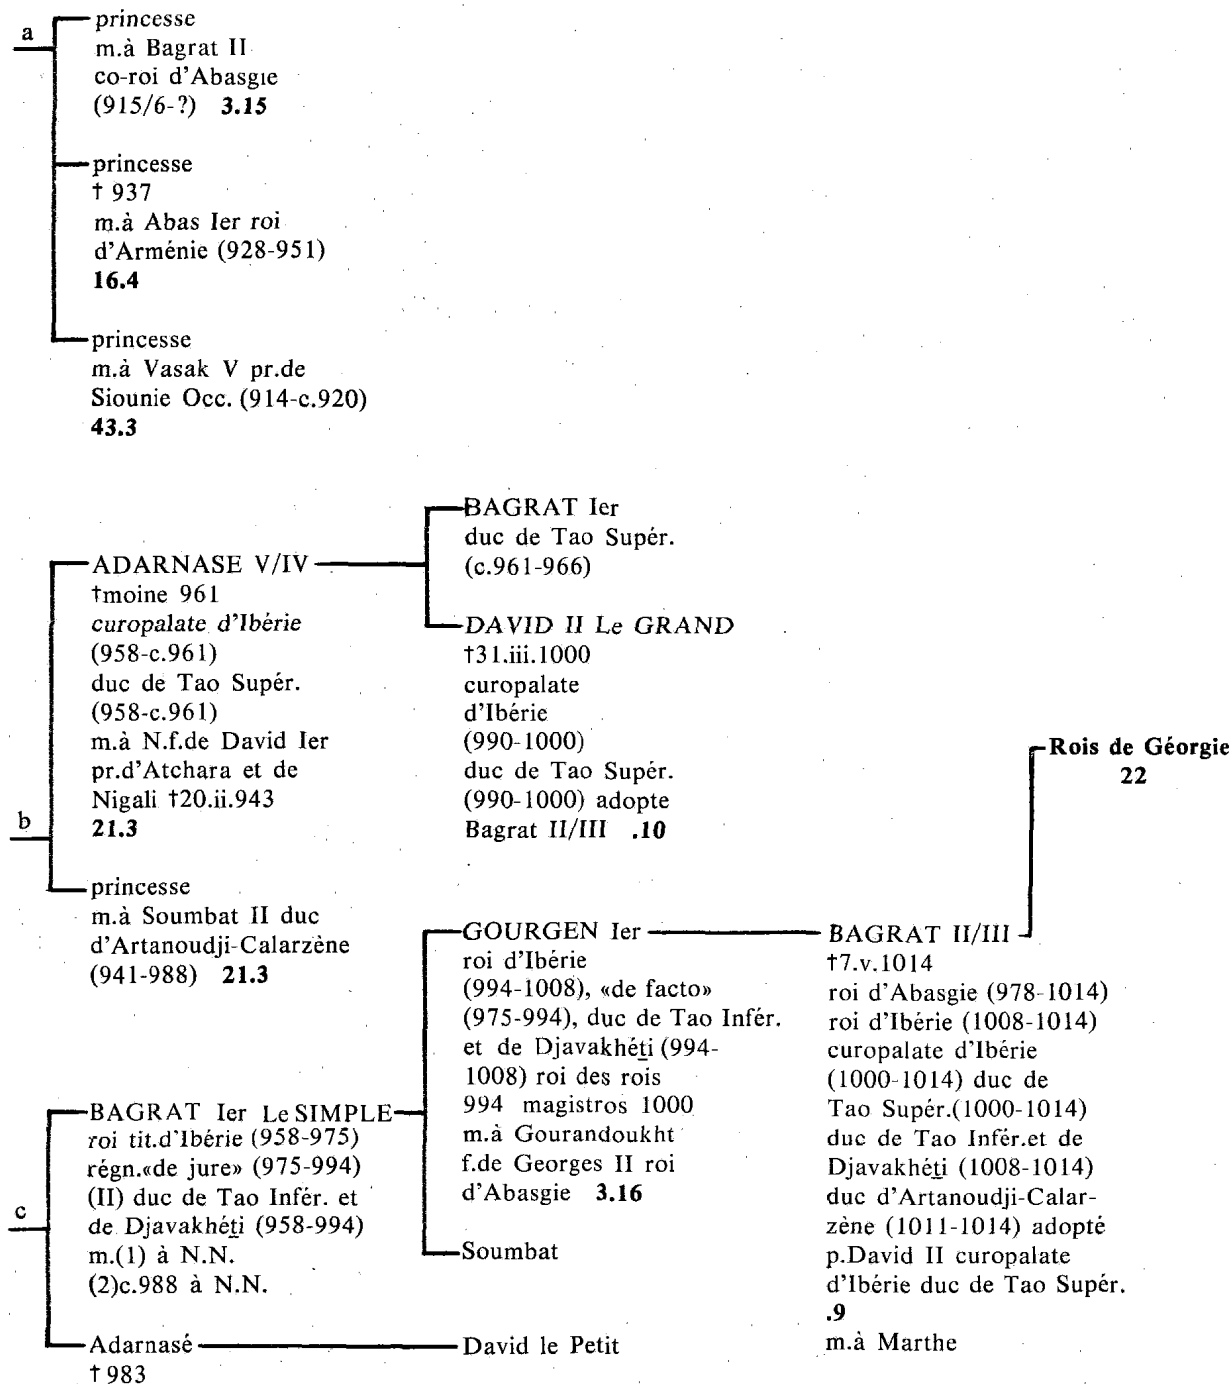 a
princesse
m.à Bagrat II
co-roi d'Abasgie
(915/6-?) 3.15
princesse
† 937
m.à Abas Ier roi
d'Arménie (928-951)
16.4
princesse
m.à Vasak V pr.de
Siounie Occ. (914-c.920)
43.3
b
ADARNASE V/IV
†moine 961
curopalate d'Ibérie
(958-c.961)
duc de Tao Supér.
(958-c.961)
m.à N.f.de David Ier
pr.d'Atchara et de
Nigali †20.ii.943
21.3
princesse
m.à Soumbat II duc
d'Artanoudji-Calarzène
(941-988) 21.3
BAGRAT Ier
duc de Tao Supér.
(c.961-966)
DAVID II Le GRAND
†31.iii.1000
curopalate
d'Ibérie
(990-1000)
duc de Tao Supér.
(990-1000) adopte
Bagrat II/III .10
c
BAGRAT Ier Le SIMPLE
roi tit.d'Ibérie (958-975)
régn.«de jure» (975-994)
(II) duc de Tao Infér. et
de Djavakhéti (958-994)
m.(1) à N.N.
(2)c.988 à N.N.
Adarnasé
† 983
GOURGEN Ier
roi d'Ibérie
(994-1008), «de facto»
(975-994), duc de Tao Infér.
et de Djavakhéti (994-
1008) roi des rois
994 magistros 1000
m.à Gourandoukht
f.de Georges II roi
d'Abasgie 3.16
Soumbat
David le Petit
Rois de Géorgie
22
BAGRAT II/III
†7.v.1014
roi d'Abasgie (978-1014)
roi d'Ibérie (1008-1014)
curopalate d'Ibérie
(1000-1014) duc de
Tao Supér.(1000-1014)
duc de Tao Infér.et de
Djavakhéti (1008-1014)
duc d'Artanoudji-Calar-
zène (1011-1014) adopté
p.David II curopalate
d'Ibérie duc de Tao Supér.
.9
m.à Marthe